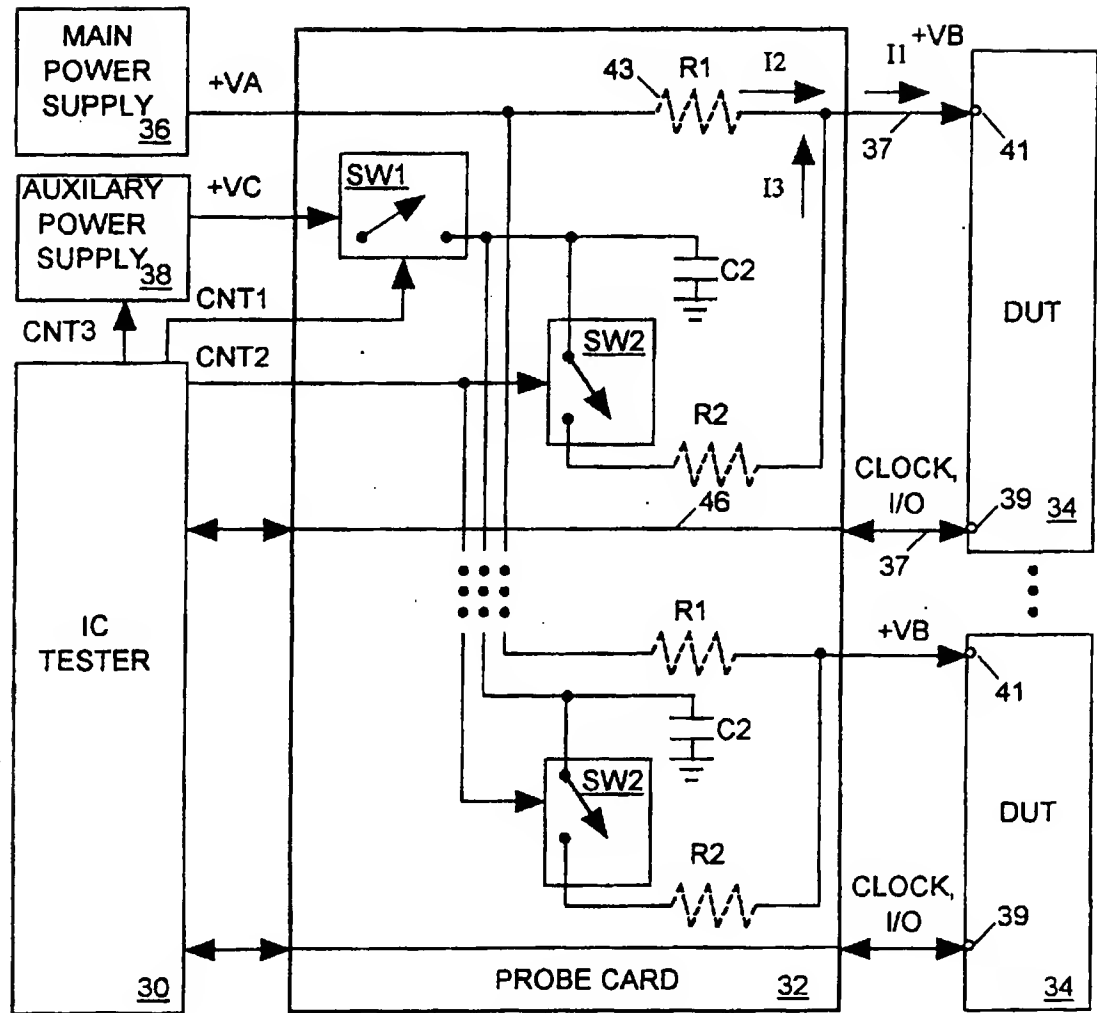 MAIN
POWER
SUPPLY 36
+VA
43
R1
I2
I1
+VB
37
41
I3
AUXILARY
POWER
SUPPLY 38
+VC
SW1
C2
DUT
CNT3
CNT1
CNT2
SW2
R2
46
CLOCK,
I/O
39
34
37
IC
TESTER
R1
+VB
41
C2
SW2
DUT
R2
CLOCK,
I/O
39
30
PROBE CARD 32
34